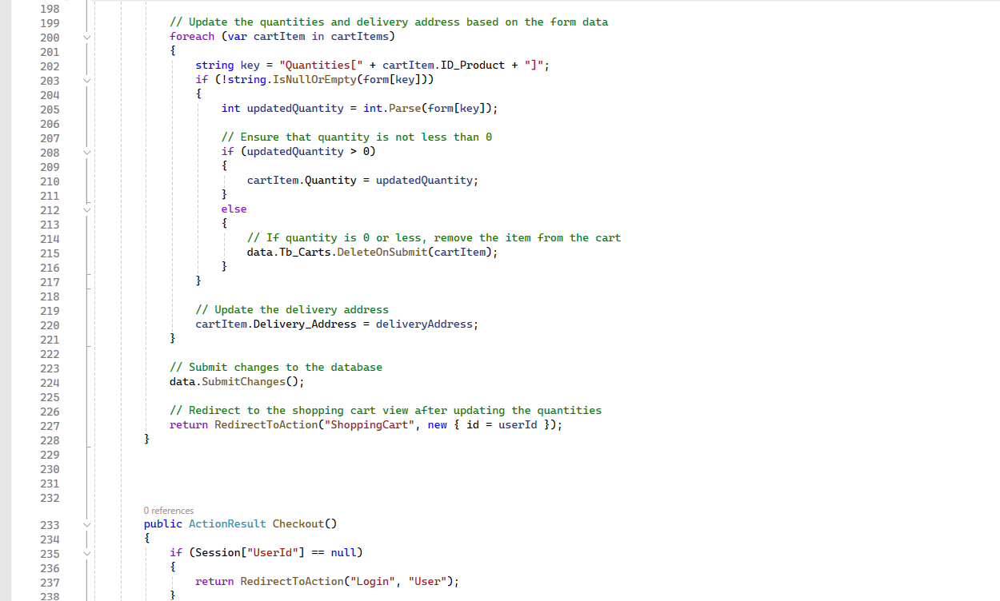 198
199 // Update the quantities and delivery address based on the form data
200 foreach (var cartItem in cartItems)
201 {
202 string key = "Quantities[" + cartItem.ID_Product + "]";
203 if (!string.IsNullOrEmpty(form[key]))
204 {
205 int updatedQuantity = int.Parse(form[key]);
206
207 // Ensure that quantity is not less than 0
208 if (updatedQuantity > 0)
209 {
210 cartItem.Quantity = updatedQuantity;
211 }
212 else
213 {
214 // If quantity is 0 or less, remove the item from the cart
215 data.Tb_Carts.DeleteOnSubmit(cartItem);
216 }
217 }
218
219 // Update the delivery address
220 cartItem.Delivery_Address = deliveryAddress;
221 }
222
223 // Submit changes to the database
224 data.SubmitChanges();
225
226 // Redirect to the shopping cart view after updating the quantities
227 return RedirectToAction("ShoppingCart", new { id = userId });
228 }
229
230
231
232
0 references
233 public ActionResult Checkout()
234 {
235 if (Session["UserId"] == null)
236 {
237 return RedirectToAction("Login", "User");
238 }